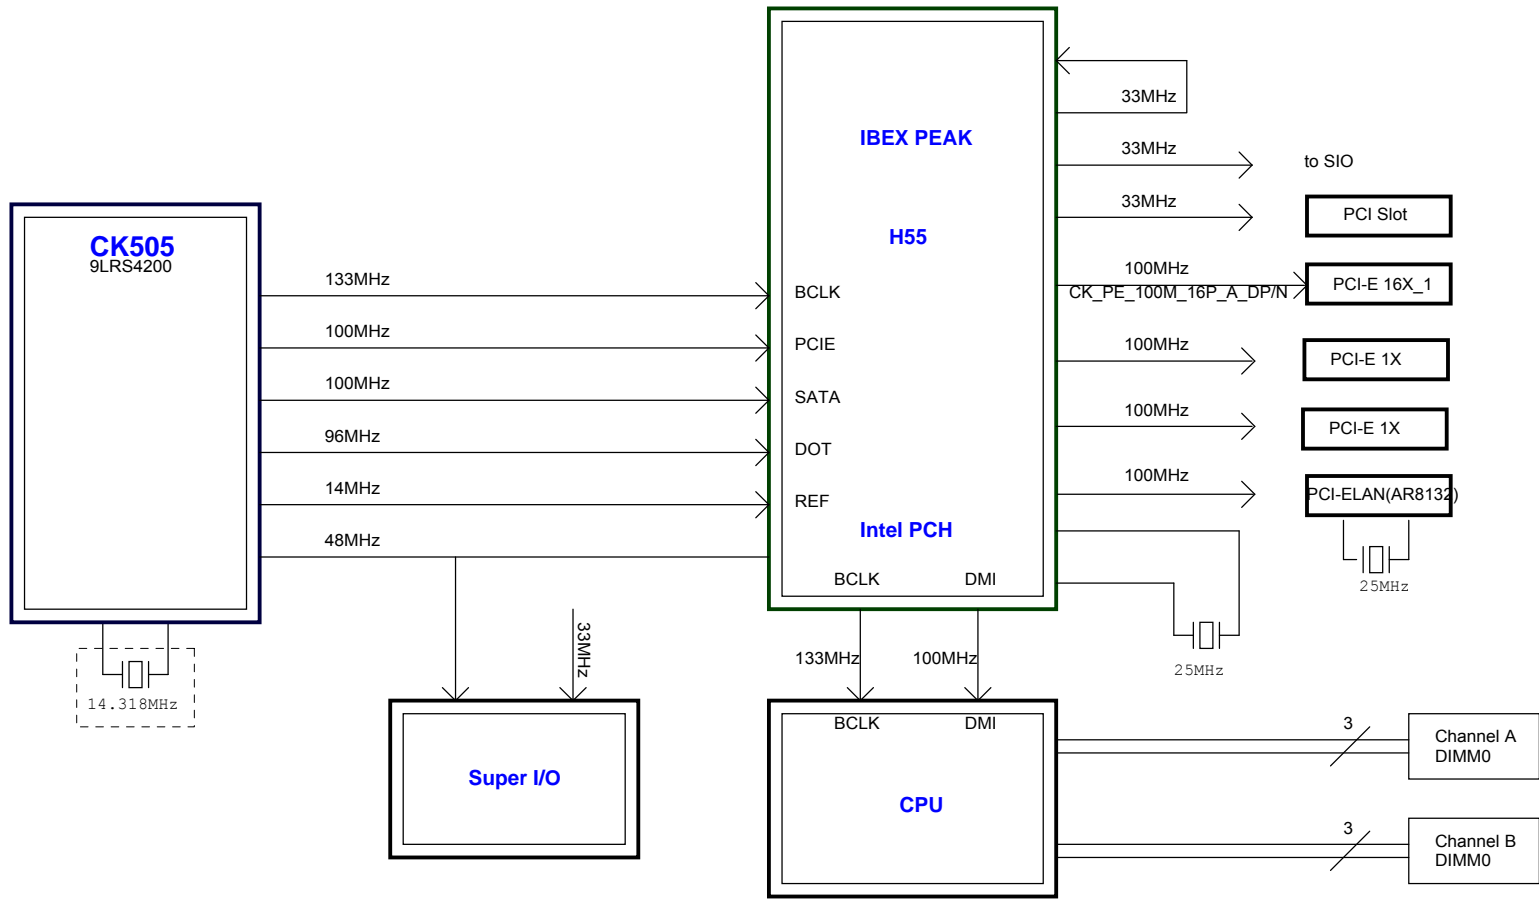 33MHz
IBEX PEAK
33MHz
to SIO
33MHz
PCI Slot
CK505
9LRS4200
H55
100MHz
CK_PE_100M_16P_A_DP/N
PCI-E 16X_1
133MHz
BCLK
100MHz
PCIE
100MHz
PCI-E 1X
100MHz
SATA
100MHz
PCI-E 1X
96MHz
DOT
14MHz
REF
100MHz
PCI-ELAN(AR8132)
48MHz
Intel PCH
BCLK
DMI
25MHz
14.318MHz
33MHz
133MHz
100MHz
25MHz
BCLK
DMI
Super I/O
CPU
3
Channel A
DIMM0
3
Channel B
DIMM0